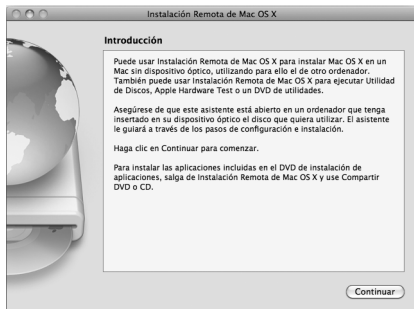 Instalación Remota de Mac OS X
Introducción
Puede usar Instalación Remota de Mac OS X para instalar Mac OS X en un
Mac sin dispositivo óptico, utilizando para ello el de otro ordenador.
También puede usar Instalación Remota de Mac OS X para ejecutar Utilidad
de Discos, Apple Hardware Test o un DVD de utilidades.
Asegúrese de que este asistente está abierto en un ordenador que tenga
insertado en su dispositivo óptico el disco que quiera utilizar. El asistente
le guiará a través de los pasos de configuración e instalación.
Haga clic en Continuar para comenzar.
Para instalar las aplicaciones incluidas en el DVD de instalación de
aplicaciones, salga de Instalación Remota de Mac OS X y use Compartir
DVD o CD.
Continuar